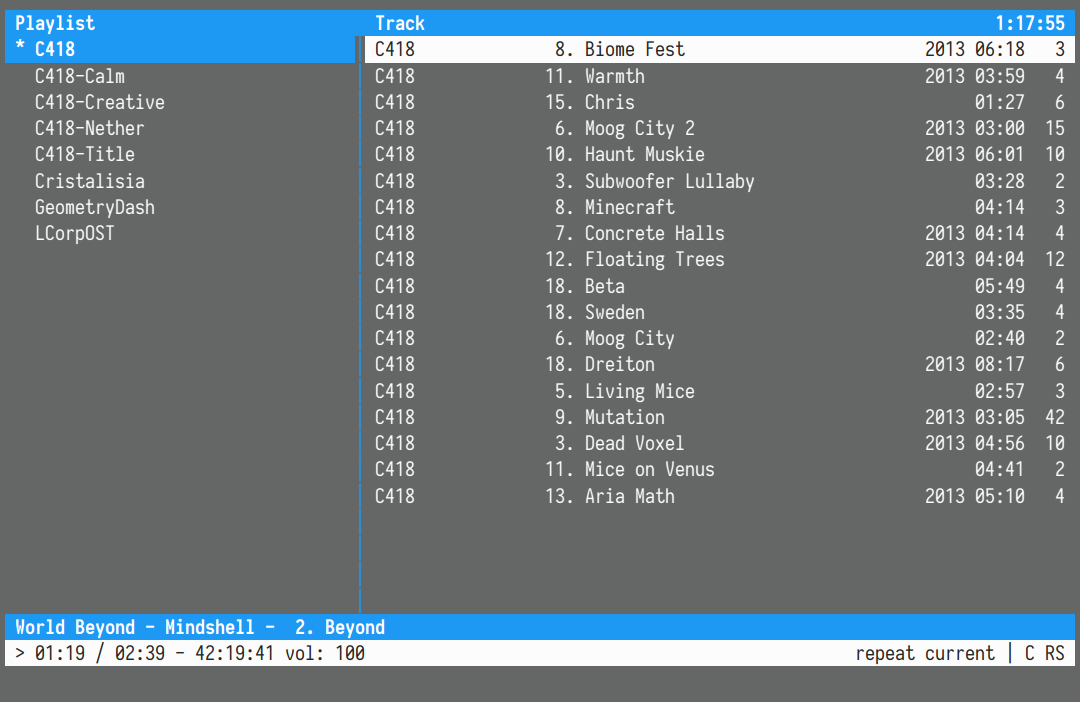 Playlist Track 1:17:55
* C418 C418 8. Biome Fest 2013 06:18 3
C418-Calm C418 11. Warmth 2013 03:59 4
C418-Creative C418 15. Chris 01:27 6
C418-Nether C418 6. Moog City 2 2013 03:00 15
C418-Title C418 10. Haunt Muskie 2013 06:01 10
Cristalisia C418 3. Subwoofer Lullaby 03:28 2
GeometryDash C418 8. Minecraft 04:14 3
LCorpOST C418 7. Concrete Halls 2013 04:14 4
C418 12. Floating Trees 2013 04:04 12
C418 18. Beta 05:49 4
C418 18. Sweden 03:35 4
C418 6. Moog City 02:40 2
C418 18. Dreiton 2013 08:17 6
C418 5. Living Mice 02:57 3
C418 9. Mutation 2013 03:05 42
C418 3. Dead Voxel 2013 04:56 10
C418 11. Mice on Venus 04:41 2
C418 13. Aria Math 2013 05:10 4
World Beyond - Mindshell - 2. Beyond
> 01:19 / 02:39 - 42:19:41 vol: 100 repeat current | C RS